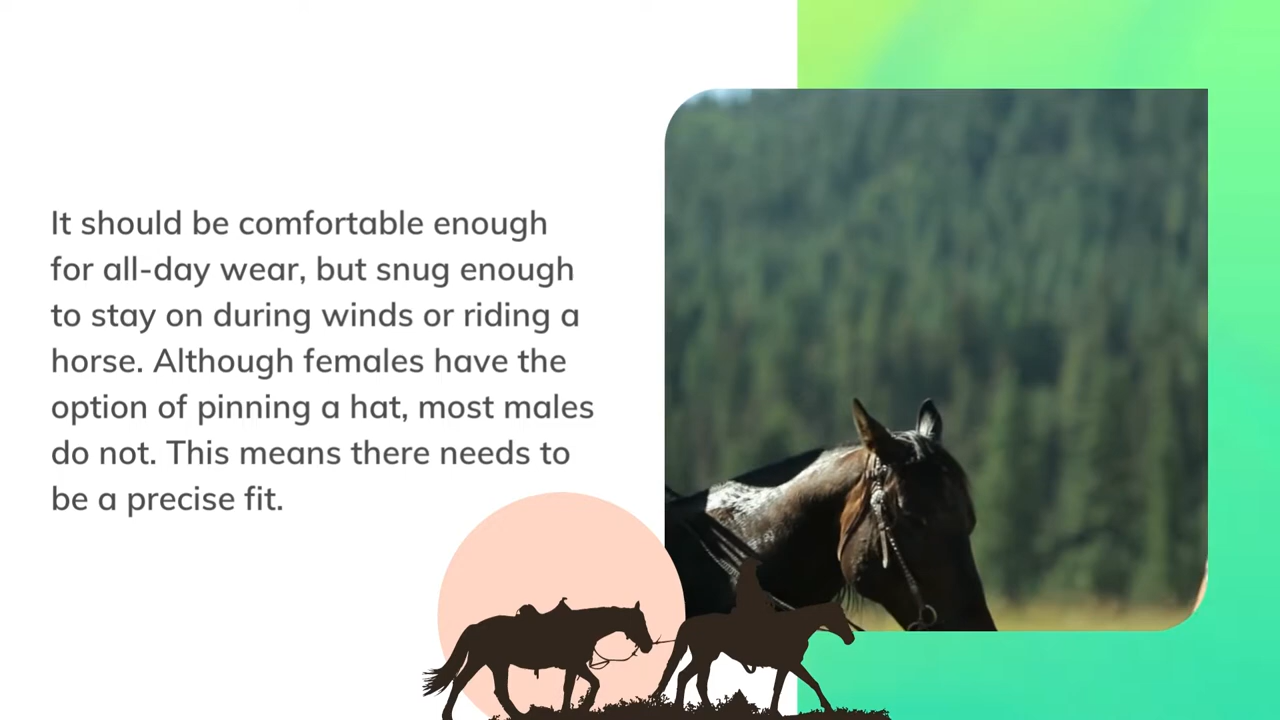 It should be comfortable enough
for all-day wear, but snug enough
to stay on during winds or riding a
horse. Although females have the
option of pinning a hat, most males
do not. This means there needs to
be a precise fit.